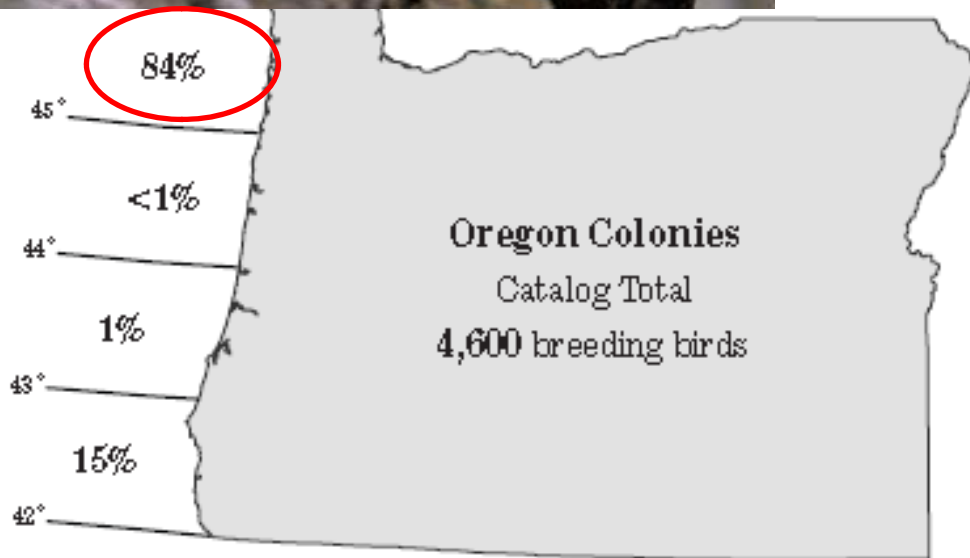 84%
45°
<1%
44°
Oregon Colonies
Catalog Total
1%
4,600 breeding birds
43°
15%
42°